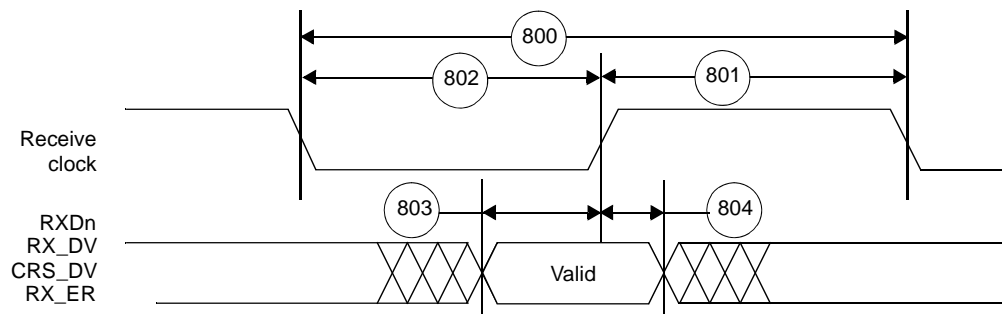 800
802
801
Receive
clock
803
804
RXDn
RX_DV
CRS_DV
RX_ER
Valid